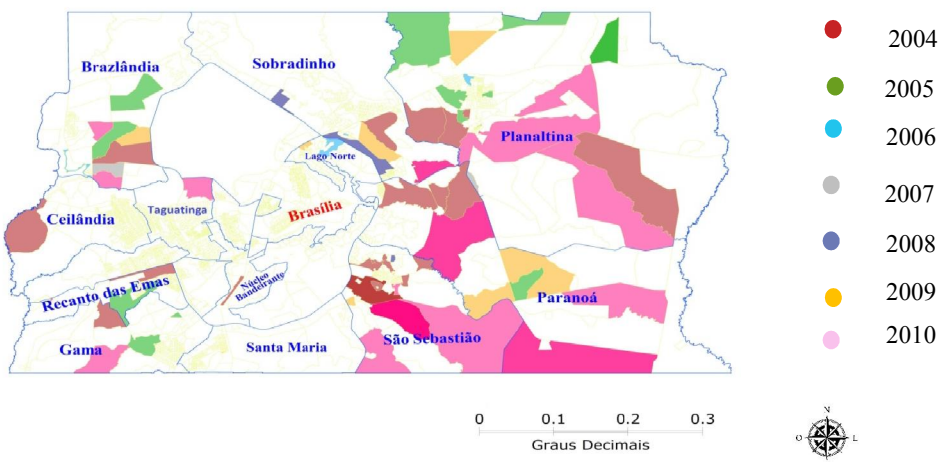 Brazlândia
Sobradinho
Planaltina
Lago Norte
Ceilândia
Taguatinga
Brasília
Recanto das Emas
Núcleo
Bandeirante
Paranoá
Gama
Santa Maria
São Sebastião
2004
2005
2006
2007
2008
2009
2010
0 0.1 0.2 0.3
Graus Decimais
N
O L